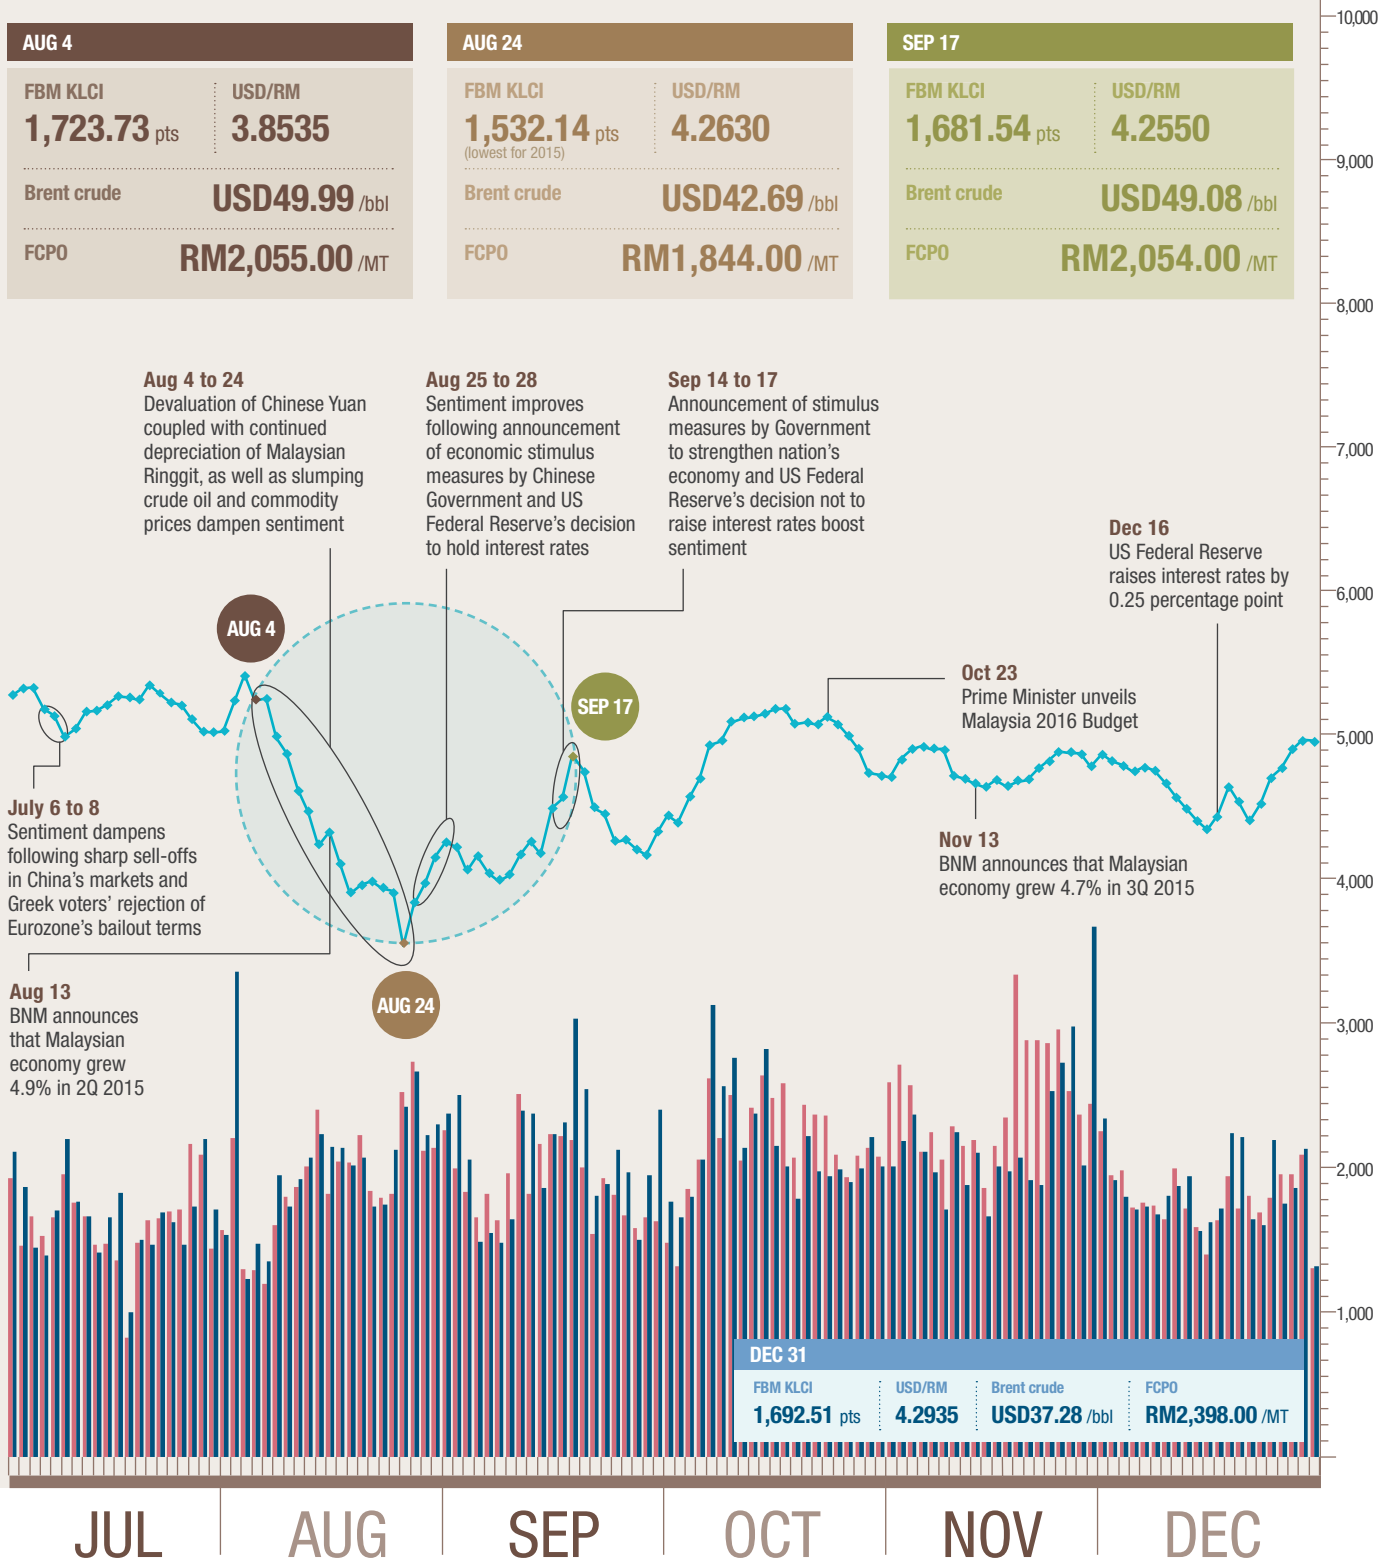 AUG 4
FBM KLCI
1,723.73 pts
USD/RM
3.8535
Brent crude
USD49.99 /bbl
FCPO
RM2,055.00 /MT
AUG 24
FBM KLCI
1,532.14 pts
(lowest for 2015)
USD/RM
4.2630
Brent crude
USD42.69 /bbl
FCPO
RM1,844.00 /MT
SEP 17
FBM KLCI
1,681.54 pts
USD/RM
4.2550
Brent crude
USD49.08 /bbl
FCPO
RM2,054.00 /MT
10,000
9,000
8,000
7,000
6,000
5,000
4,000
3,000
2,000
1,000
Aug 4 to 24
Devaluation of Chinese Yuan
coupled with continued
depreciation of Malaysian
Ringgit, as well as slumping
crude oil and commodity
prices dampen sentiment
Aug 25 to 28
Sentiment improves
following announcement
of economic stimulus
measures by Chinese
Government and US
Federal Reserve’s decision
to hold interest rates
Sep 14 to 17
Announcement of stimulus
measures by Government
to strengthen nation’s
economy and US Federal
Reserve’s decision not to
raise interest rates boost
sentiment
Dec 16
US Federal Reserve
raises interest rates by
0.25 percentage point
AUG 4
SEP 17
Oct 23
Prime Minister unveils
Malaysia 2016 Budget
July 6 to 8
Sentiment dampens
following sharp sell-offs
in China’s markets and
Greek voters’ rejection of
Eurozone’s bailout terms
Nov 13
BNM announces that Malaysian
economy grew 4.7% in 3Q 2015
Aug 13
BNM announces
that Malaysian
economy grew
4.9% in 2Q 2015
AUG 24
DEC 31
FBM KLCI
1,692.51 pts
USD/RM
4.2935
Brent crude
USD37.28 /bbl
FCPO
RM2,398.00 /MT
JUL
AUG
SEP
OCT
NOV
DEC